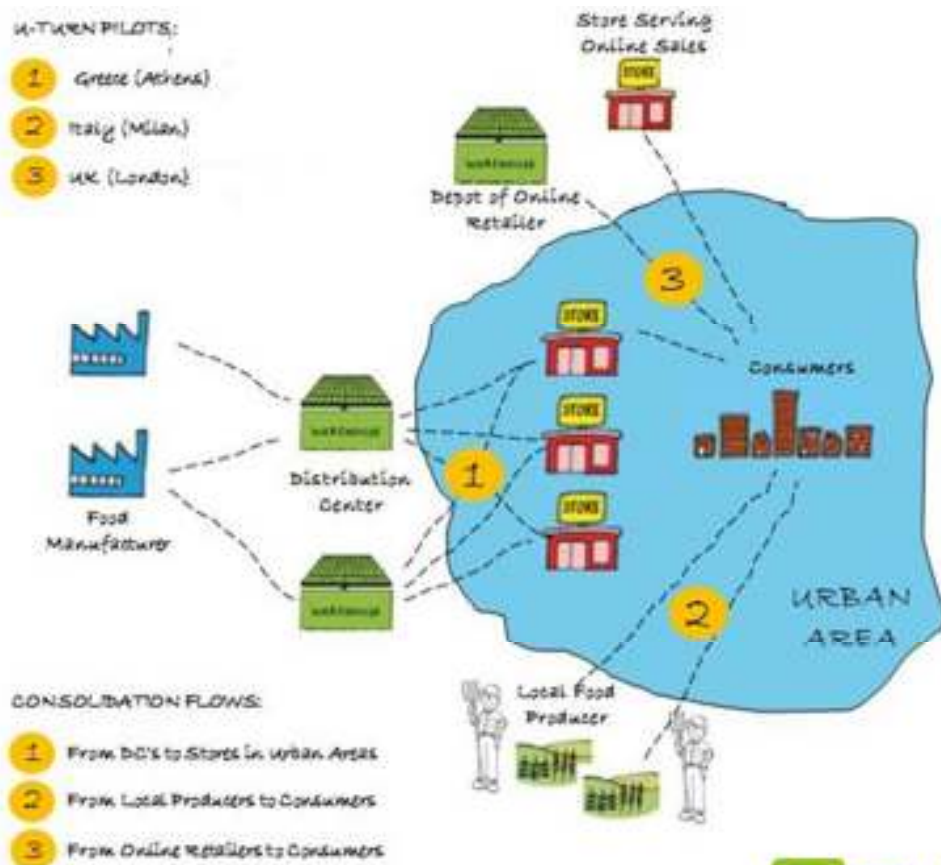 U-TURN PILOTS:
1 Greece (Athens)
2 Italy (Milan)
3 UK (London)
Store Serving
Online Sales
STORE
WAREHOUSE
Depot of Online
Retailer
3
STORE
Consumers
WAREHOUSE
STORE
Distribution
Center
1
Food
Manufacturer
STORE
WAREHOUSE
2
URBAN
AREA
Local Food
Producer
CONSOLIDATION FLOWS:
1 From DC's to Stores in Urban Areas
2 From Local Producers to Consumers
3 From Online Retailers to Consumers